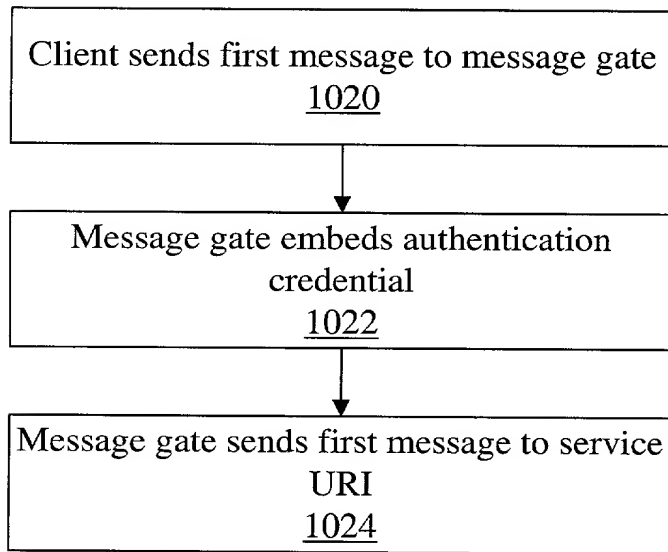 Client sends first message to message gate
1020
Message gate embeds authentication
credential
1022
Message gate sends first message to service
URI
1024